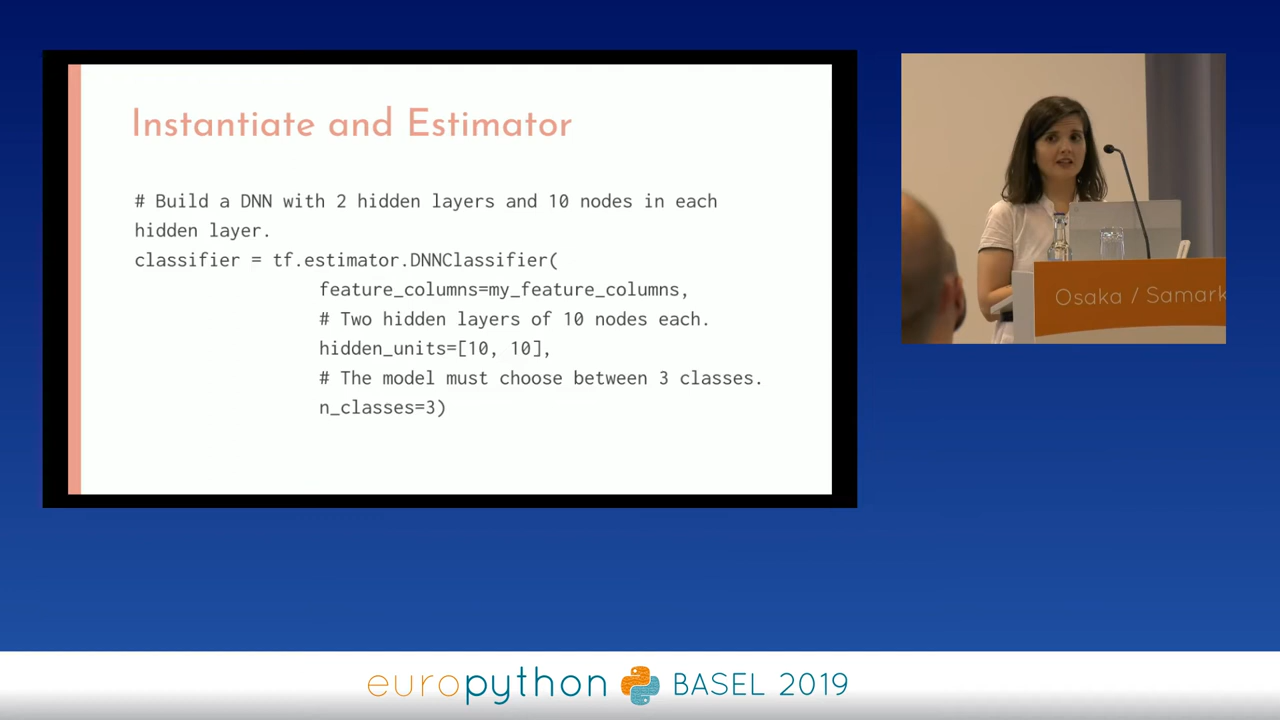 Instantiate and Estimator
# Build a DNN with 2 hidden layers and 10 nodes in each
hidden layer.
classifier = tf.estimator.DNNClassifier(
feature_columns=my_feature_columns,
# Two hidden layers of 10 nodes each.
hidden_units=[10, 10],
# The model must choose between 3 classes.
n_classes=3)
Osaka / Samark
europython BASEL 2019